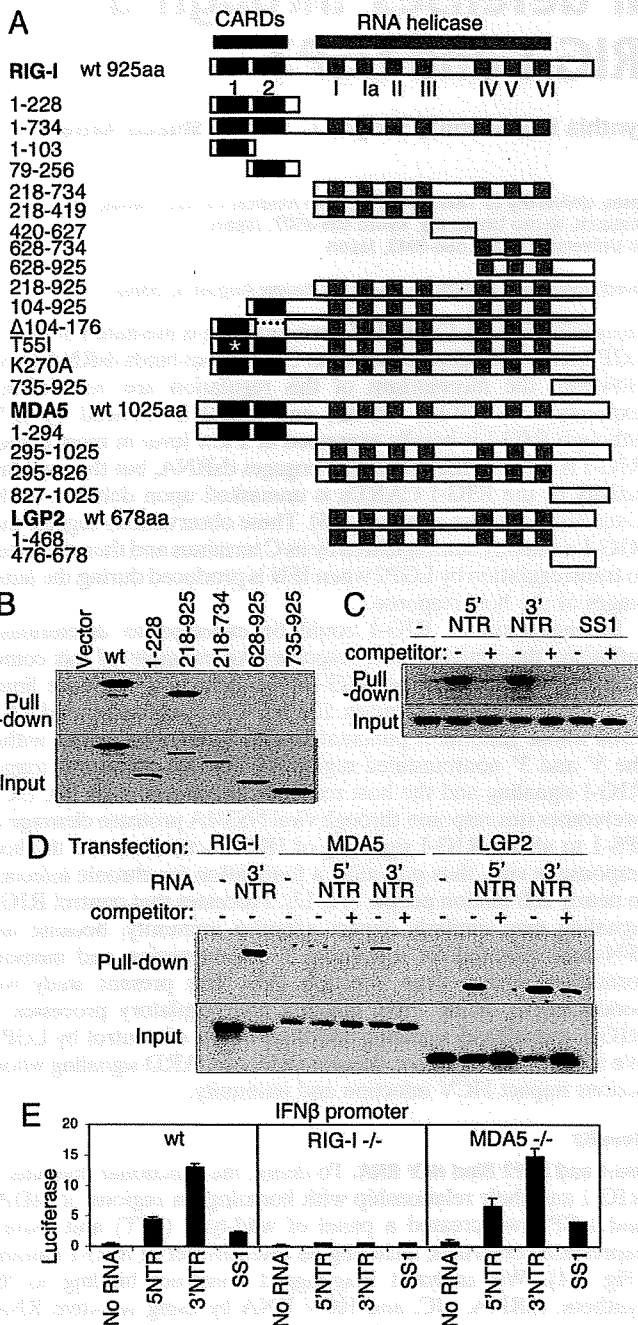 A
CARDs RNA helicase
RIG-I wt 925aa
1 2 I Ia II III IV V VI
1-228
1-734
1-103
79-256
218-734
218-419
420-627
628-734
628-925
218-925
104-925
Δ104-176
T55I *
K270A
735-925
MDA5 wt 1025aa
1-294
295-1025
295-826
827-1025
LGP2 wt 678aa
1-468
476-678
B
Vector wt 1-228 218-925 218-734 628-925 735-925
Pull
-down
Input
C
5' 3'
NTR NTR SS1
competitor: - + - + - +
Pull
-down
Input
D
Transfection: RIG-I MDA5 LGP2
3' 5' 3' 5' 3'
RNA - NTR - NTR NTR - NTR NTR
competitor: - - - - + - + - - + - +
Pull-down
Input
E
IFNβ promoter
wt RIG-I -/- MDA5 -/-
Luciferase
20
15
10
5
0
No RNA 5'NTR 3'NTR SS1 No RNA 5'NTR 3'NTR SS1 No RNA 5'NTR 3'NTR SS1